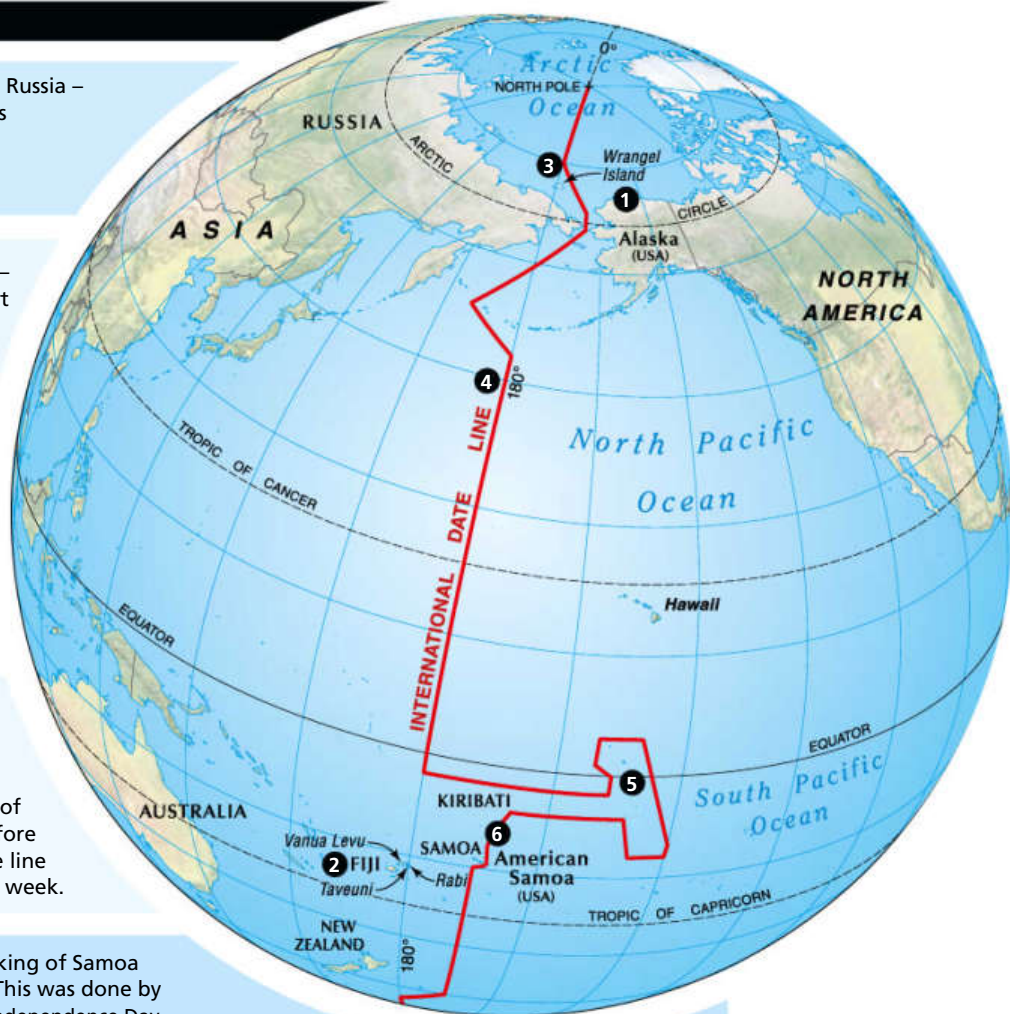 Russia –
s
–
rt
of
fore
e line
week.
king of Samoa
This was done by
ndependence Day
0°
Arctic
Ocean
NORTH POLE
RUSSIA
ARCTIC
CIRCLE
3
Wrangel
Island
1
Alaska
(USA)
ASIA
NORTH
AMERICA
4
180°
INTERNATIONAL DATE LINE
North Pacific
Ocean
TROPIC OF CANCER
Hawaii
EQUATOR
EQUATOR
5
South Pacific
Ocean
KIRIBATI
AUSTRALIA
6
Vanua Levu
SAMOA
American
Samoa
(USA)
2 FIJI
Taveuni
Rabi
TROPIC OF CAPRICORN
NEW
ZEALAND
180°